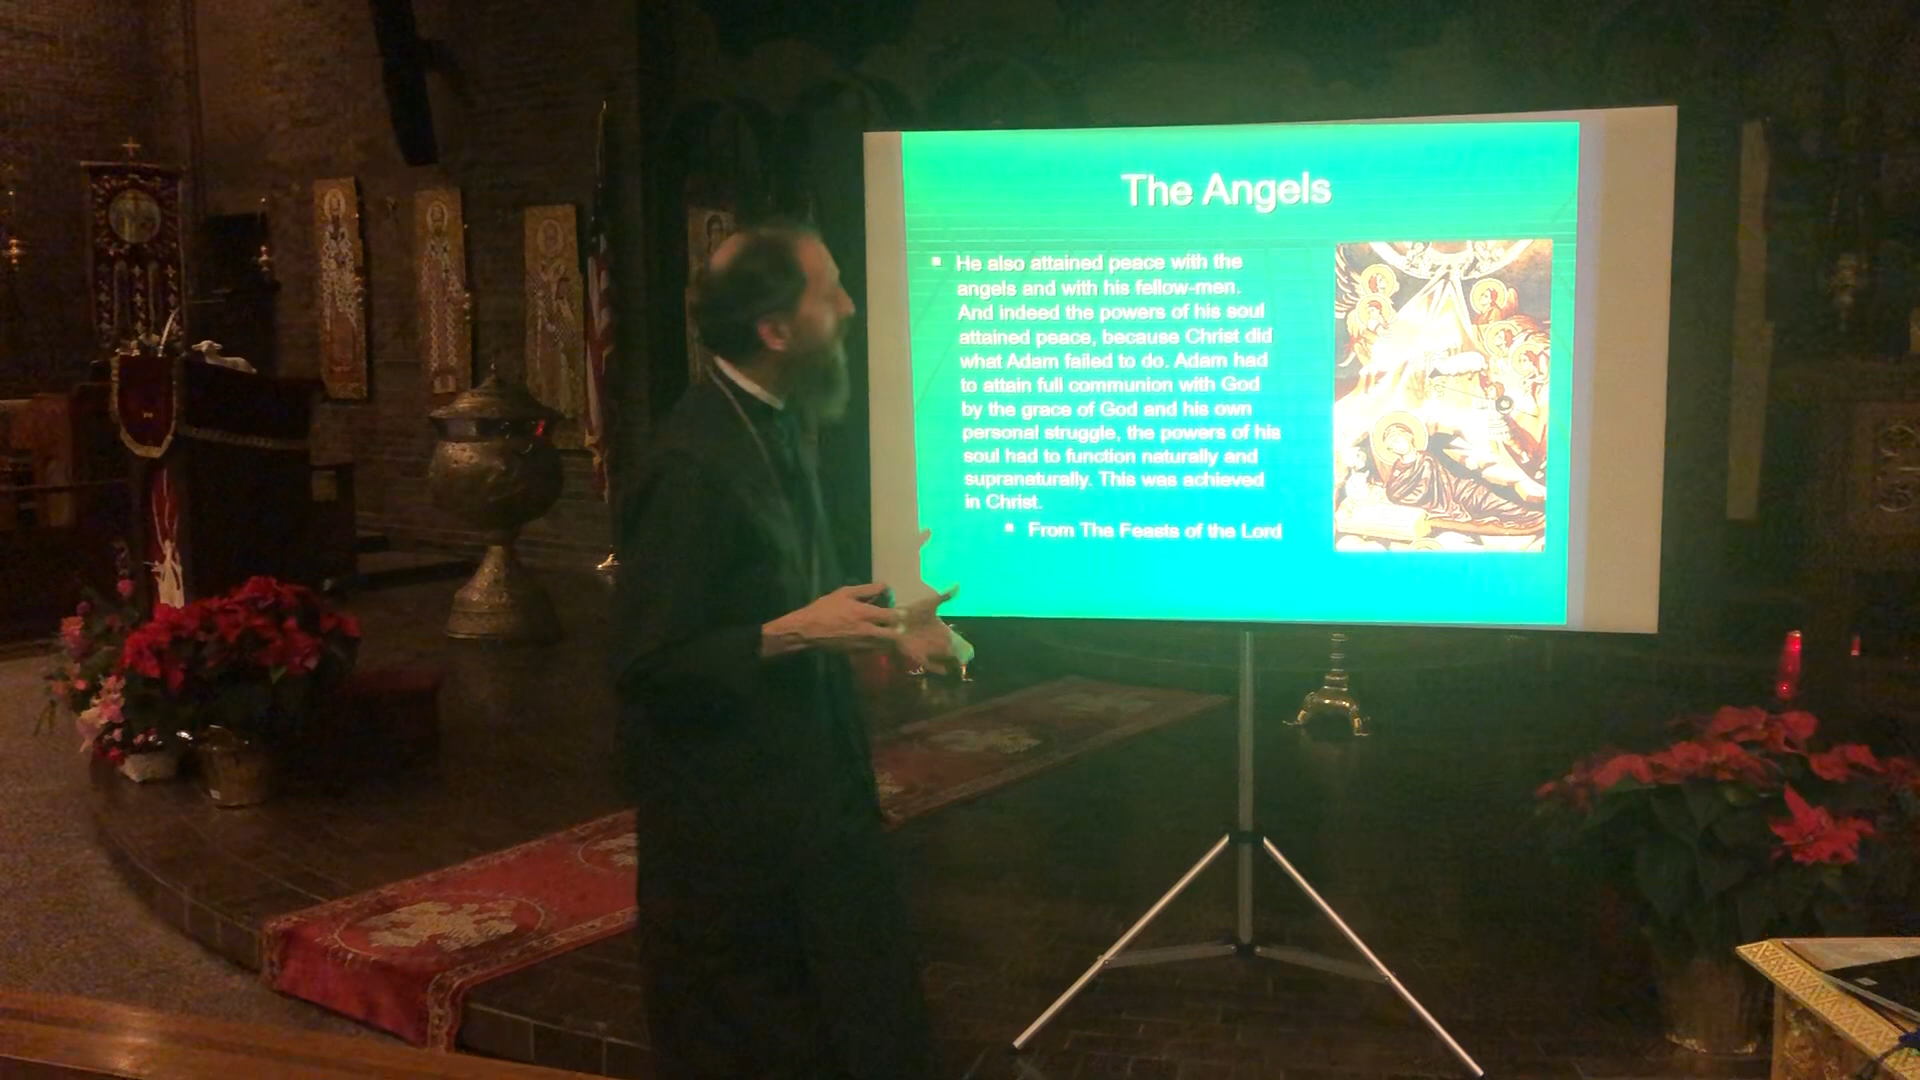 The Angels
He also attained peace with the
angels and with his fellow-men.
And indeed the powers of his soul
attained peace, because Christ did
what Adam failed to do. Adam had
to attain full communion with God
by the grace of God and his own
personal struggle, the powers of his
soul had to function naturally and
supranaturally. This was achieved
in Christ.
From The Feasts of the Lord